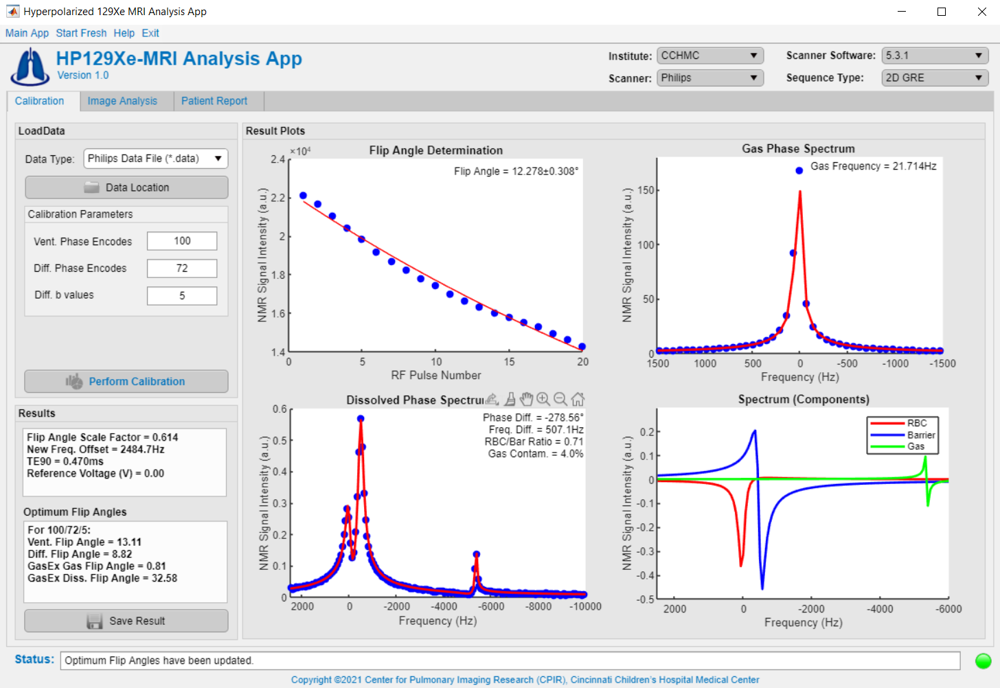 Hyperpolarized 129Xe MRI Analysis App
Main App Start Fresh Help Exit
HP129Xe-MRI Analysis App
Version 1.0
Institute: CCHMC
Scanner Software: 5.3.1
Scanner: Philips
Sequence Type: 2D GRE
Calibration
Image Analysis
Patient Report
LoadData
Data Type: Philips Data File (*.data)
Data Location
Calibration Parameters
Vent. Phase Encodes 100
Diff. Phase Encodes 72
Diff. b values 5
Perform Calibration
Results
Flip Angle Scale Factor = 0.614
New Freq. Offset = 2484.7Hz
TE90 = 0.470ms
Reference Voltage (V) = 0.00
Optimum Flip Angles
For 100/72/5:
Vent. Flip Angle = 13.11
Diff. Flip Angle = 8.82
GasEx Gas Flip Angle = 0.81
GasEx Diss. Flip Angle = 32.58
Save Result
Result Plots
×10⁴
Flip Angle Determination
Flip Angle = 12.278±0.308°
NMR Signal Intensity (a.u.)
2.4
2.2
2
1.8
1.6
1.4
0 5 10 15 20
RF Pulse Number
Gas Phase Spectrum
Gas Frequency = 21.714Hz
NMR Signal Intensity (a.u.)
150
100
50
0
1500 1000 500 0 -500 -1000 -1500
Frequency (Hz)
Dissolved Phase Spectru
Phase Diff. = -278.56°
Freq. Diff. = 507.1Hz
RBC/Bar Ratio = 0.71
Gas Contam. = 4.0%
NMR Signal Intensity (a.u.)
0.6
0.5
0.4
0.3
0.2
0.1
0
2000 0 -2000 -4000 -6000 -8000 -10000
Frequency (Hz)
Spectrum (Components)
RBC
Barrier
Gas
NMR Signal Intensity (a.u.)
0.2
0.1
0
-0.1
-0.2
-0.3
-0.4
-0.5
2000 0 -2000 -4000 -6000
Frequency (Hz)
Status: Optimum Flip Angles have been updated.
Copyright ©2021 Center for Pulmonary Imaging Research (CPIR), Cincinnati Children's Hospital Medical Center